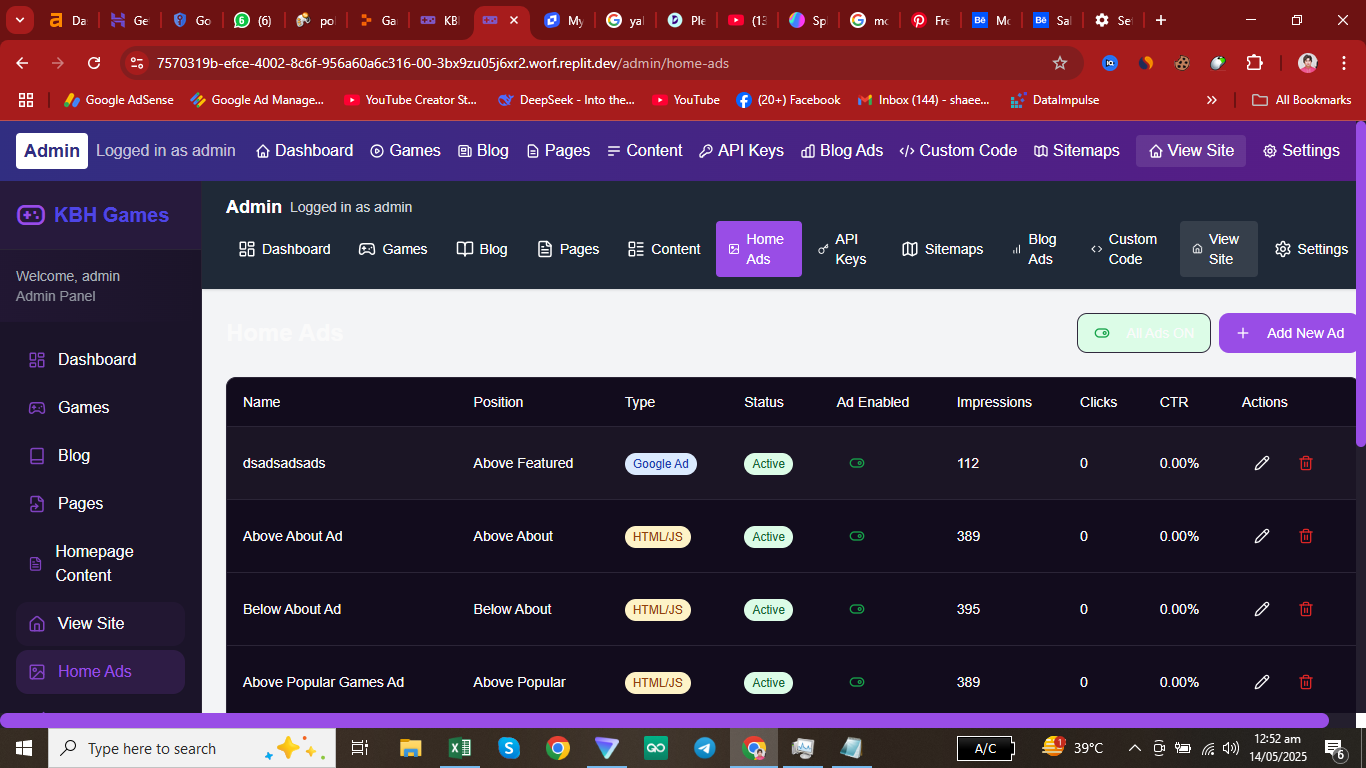 Da
Ge
Go
(6)
po
Ga
KB
My
yal
Ple
(13
Spl
mc
Fre
Mc
Sal
Set
7570319b-efce-4002-8c6f-956a60a6c316-00-3bx9zu05j6xr2.worf.replit.dev/admin/home-ads
Google AdSense
Google Ad Manage...
YouTube Creator St...
DeepSeek - Into the...
YouTube
(20+) Facebook
Inbox (144) - shaee...
DataImpulse
All Bookmarks
Admin Logged in as admin Dashboard Games Blog Pages Content API Keys Blog Ads Custom Code Sitemaps View Site Settings
KBH Games
Welcome, admin
Admin Panel
Dashboard
Games
Blog
Pages
Homepage
Content
View Site
Home Ads
Admin Logged in as admin
Dashboard
Games
Blog
Pages
Content
Home
Ads
API
Keys
Sitemaps
Blog
Ads
Custom
Code
View
Site
Settings
Home Ads
All Ads ON
Add New Ad
Name Position Type Status Ad Enabled Impressions Clicks CTR Actions
dsadsadsads Above Featured Google Ad Active 112 0 0.00%
Above About Ad Above About HTML/JS Active 389 0 0.00%
Below About Ad Below About HTML/JS Active 395 0 0.00%
Above Popular Games Ad Above Popular HTML/JS Active 389 0 0.00%
Type here to search
A/C
1
39°C
12:52 am
14/05/2025
6